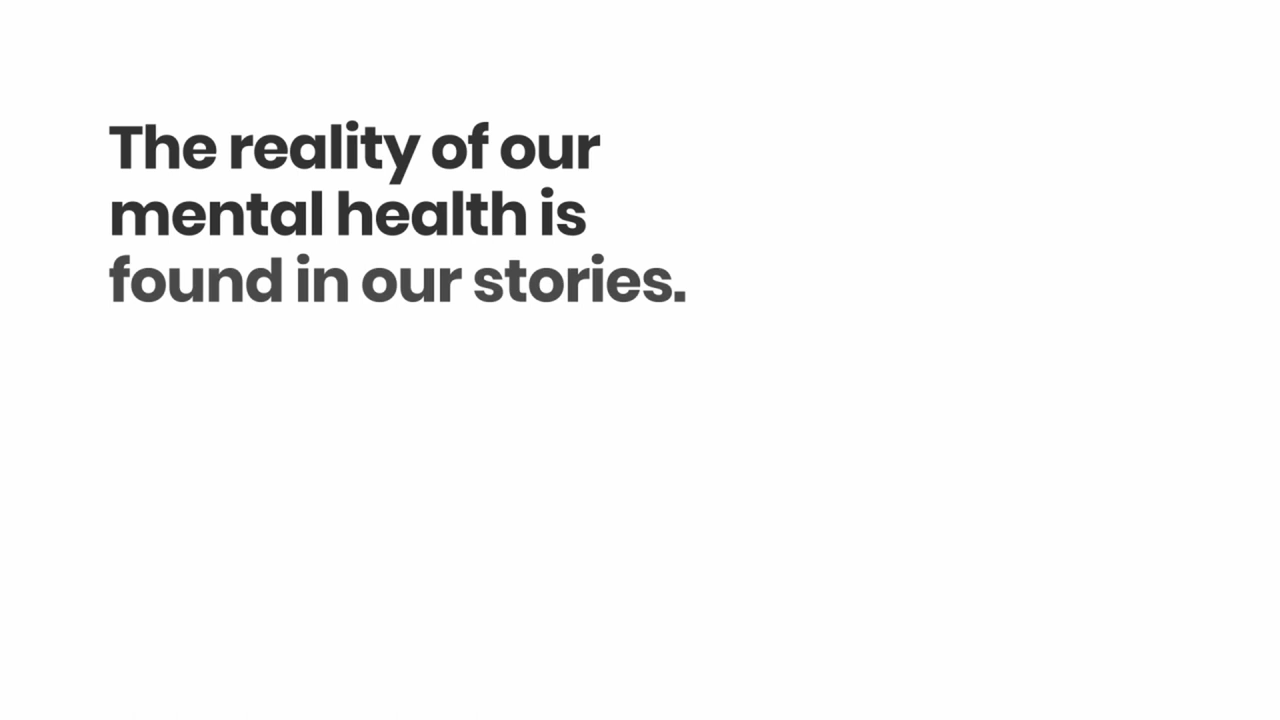 The reality of our
mental health is
found in our stories.